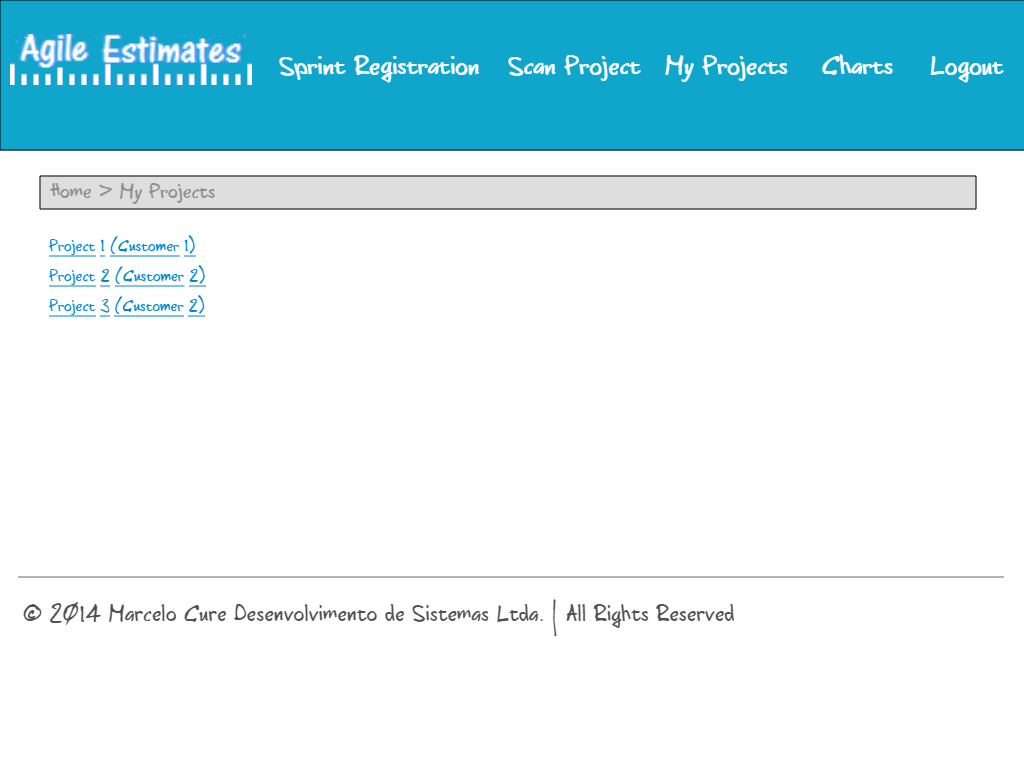 Agile Estimates
Sprint Registration Scan Project My Projects Charts Logout
Home > My Projects
Project 1 (Customer 1)
Project 2 (Customer 2)
Project 3 (Customer 2)
© 2014 Marcelo Cure Desenvolvimento de Sistemas Ltda. | All Rights Reserved